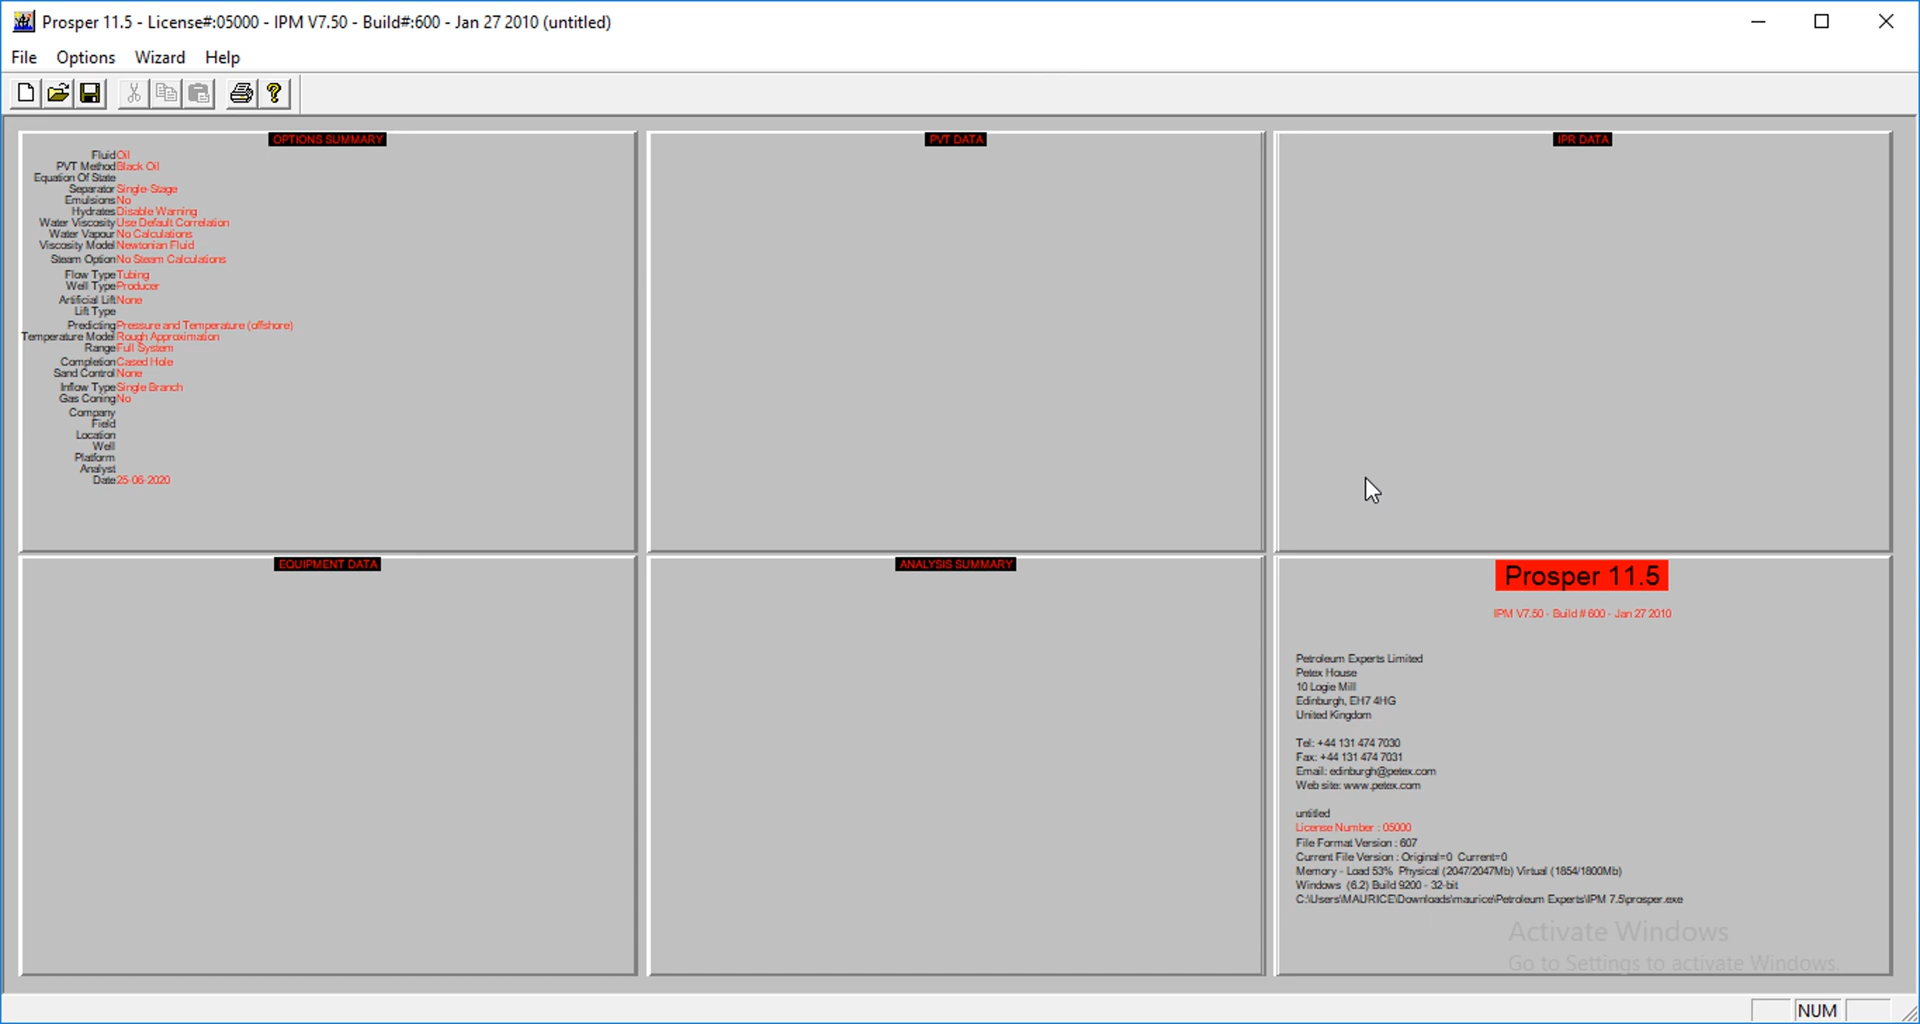 Prosper 11.5 - License#:05000 - IPM V7.50 - Build#:600 - Jan 27 2010 (untitled)
File Options Wizard Help
OPTIONS SUMMARY
Fluid Oil
PVT Method Black Oil
Equation Of State
Separator Single-Stage
Emulsions No
Hydrates Disable Warning
Water Viscosity Use Default Correlation
Water Vapour No Calculations
Viscosity Model Newtonian Fluid
Steam Option No Steam Calculations
Flow Type Tubing
Well Type Producer
Artificial Lift None
Lift Type
Predicting Pressure and Temperature (offshore)
Temperature Model Rough Approximation
Range Full System
Completion Cased Hole
Sand Control None
Inflow Type Single Branch
Gas Coning No
Company
Field
Location
Well
Platform
Analyst
Date 25-06-2020
PVT DATA
IPR DATA
EQUIPMENT DATA
ANALYSIS SUMMARY
Prosper 11.5
IPM V7.50 - Build # 600 - Jan 27 2010
Petroleum Experts Limited
Petex House
10 Logie Mill
Edinburgh, EH7 4HG
United Kingdom
Tel: +44 131 474 7030
Fax: +44 131 474 7031
Email: edinburgh@petex.com
Web site: www.petex.com
untitled
License Number : 05000
File Format Version : 607
Current File Version : Original=0 Current=0
Memory - Load 53% Physical (2047/2047Mb) Virtual (1854/1800Mb)
Windows (6.2) Build 9200 - 32-bit
C:\Users\MAURICE\Downloads\maurice\Petroleum Experts\IPM 7.5\prosper.exe
Activate Windows
Go to Settings to activate Windows.
NUM